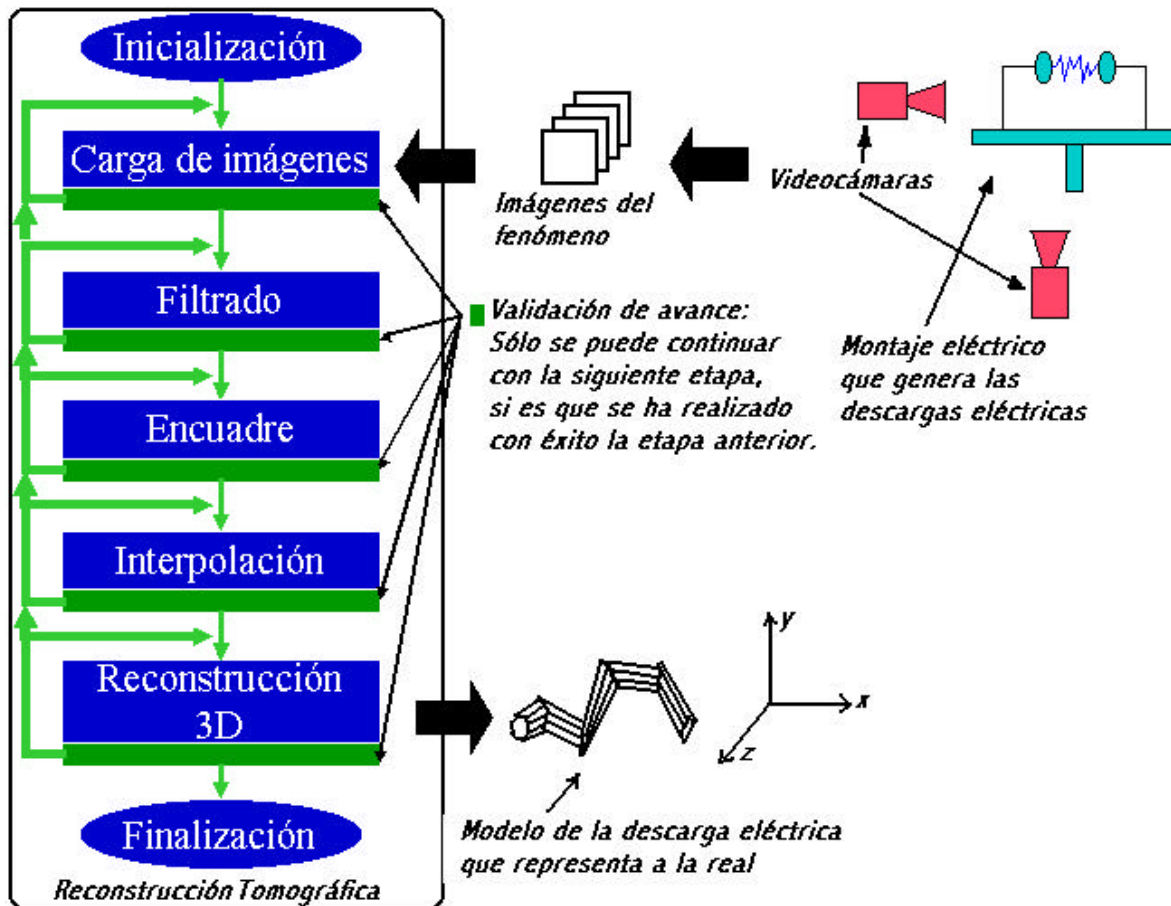 Inicialización
Carga de imágenes
Filtrado
Encuadre
Interpolación
Reconstrucción
3D
Finalización
Reconstrucción Tomográfica
Imágenes del
fenómeno
Videocámaras
Montaje eléctrico
que genera las
descargas eléctricas
Validación de avance:
Sólo se puede continuar
con la siguiente etapa,
si es que se ha realizado
con éxito la etapa anterior.
y
x
z
Modelo de la descarga eléctrica
que representa a la real